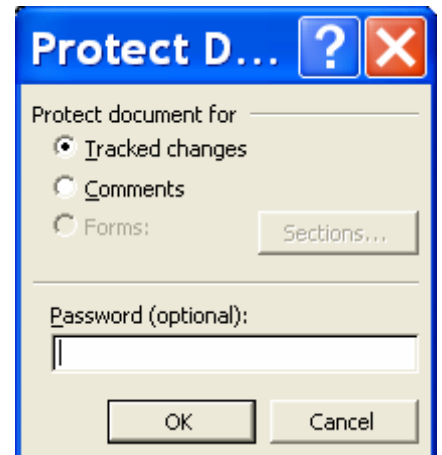 Protect D... ?
Protect document for
Tracked changes
Comments
Forms: Sections...
Password (optional):
OK Cancel